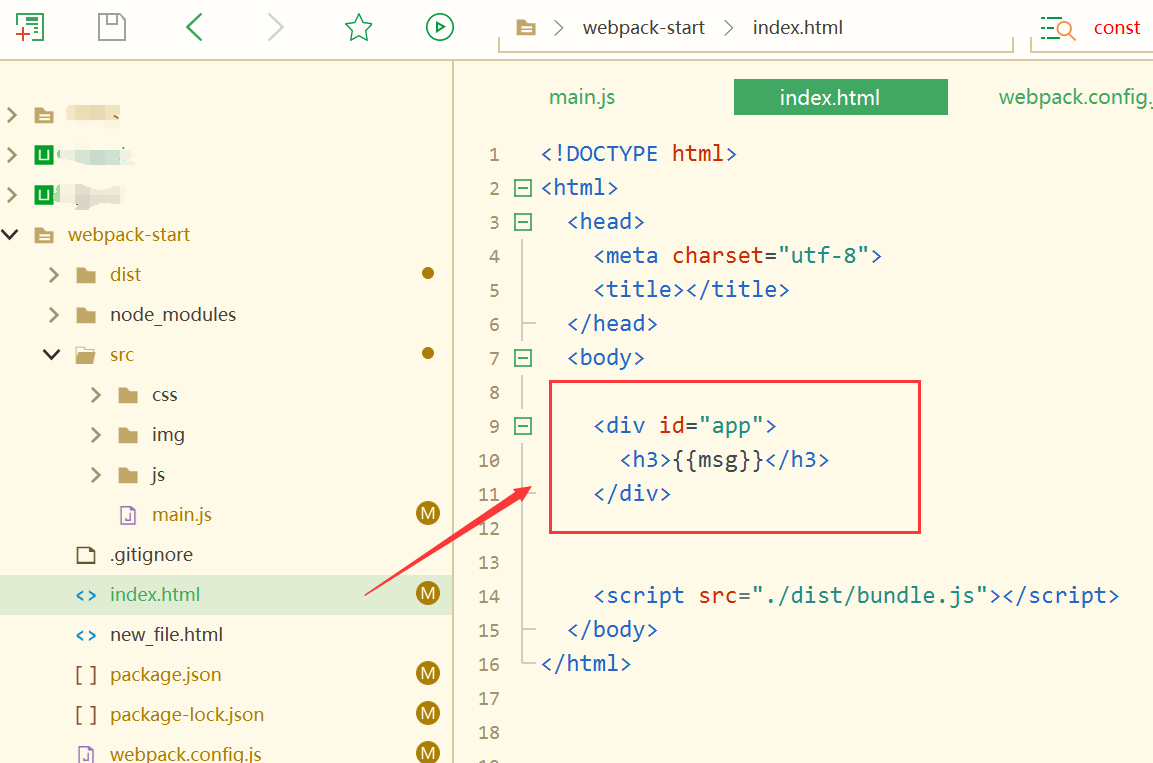 webpack-start
index.html
const
webpack-start
dist
node_modules
src
css
img
js
main.js
M
.gitignore
index.html
M
new_file.html
package.json
M
package-lock.json
M
webpack.config.js
M
main.js
index.html
webpack.config.
1 <!DOCTYPE html>
2 <html>
3 <head>
4 <meta charset="utf-8">
5 <title></title>
6 </head>
7 <body>
8
9 <div id="app">
10 <h3>{{msg}}</h3>
11 </div>
12
13
14 <script src="./dist/bundle.js"></script>
15 </body>
16 </html>
17
18